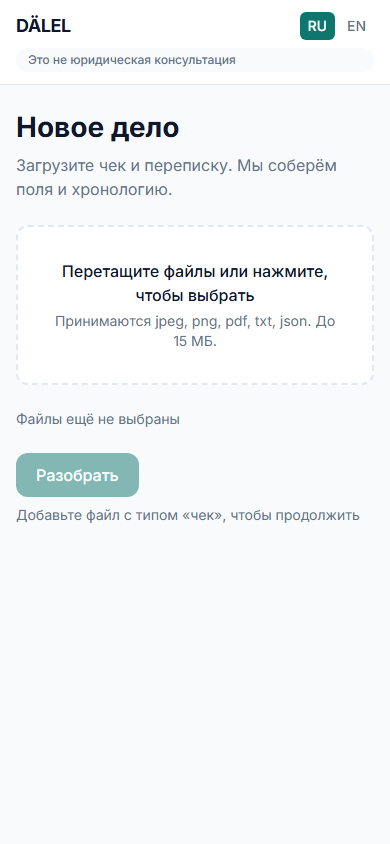 DÄLEL
RU
EN
Это не юридическая консультация
Новое дело
Загрузите чек и переписку. Мы соберём
поля и хронологию.
Перетащите файлы или нажмите,
чтобы выбрать
Принимаются jpeg, png, pdf, txt, json. До
15 МБ.
Файлы ещё не выбраны
Разобрать
Добавьте файл с типом «чек», чтобы продолжить